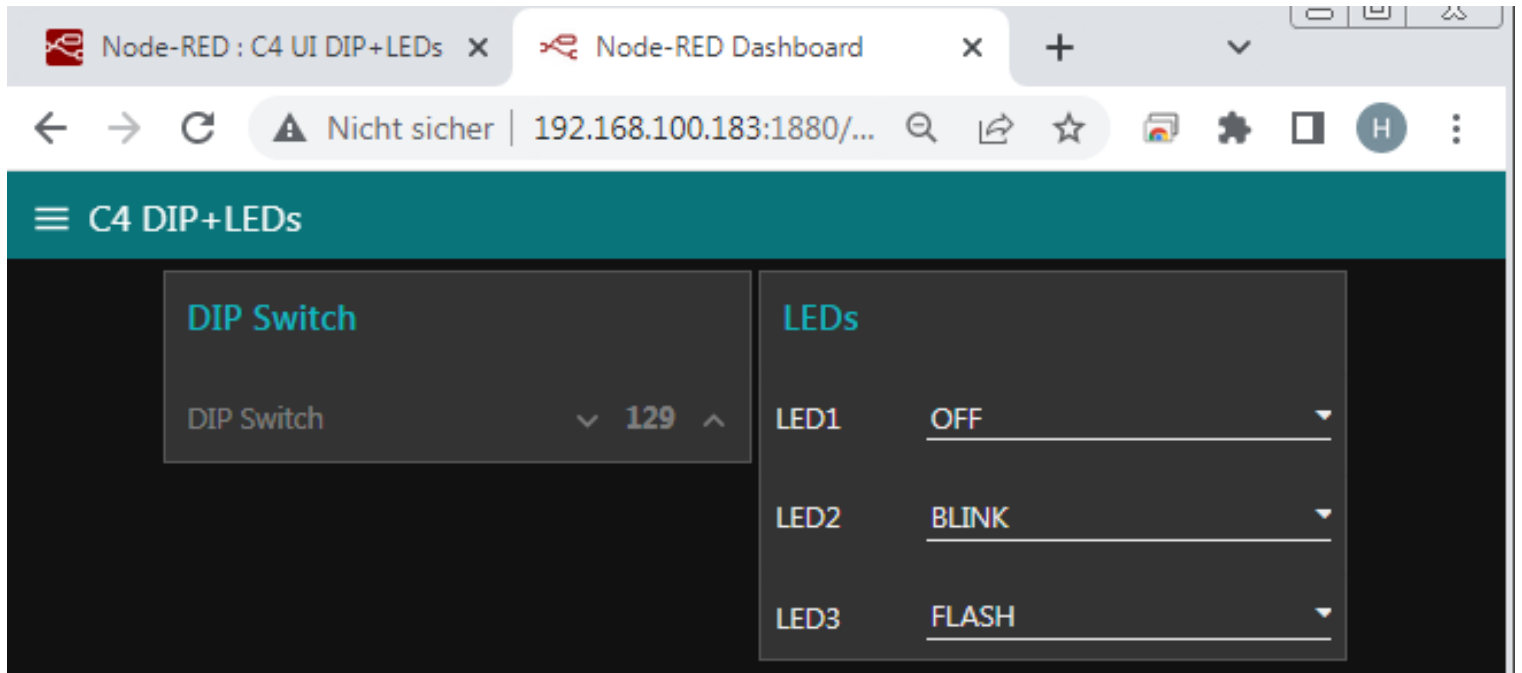 Node-RED : C4 UI DIP+LEDs
Node-RED Dashboard
Nicht sicher | 192.168.100.183:1880/...
H
C4 DIP+LEDs
DIP Switch
DIP Switch 129
LEDs
LED1 OFF
LED2 BLINK
LED3 FLASH